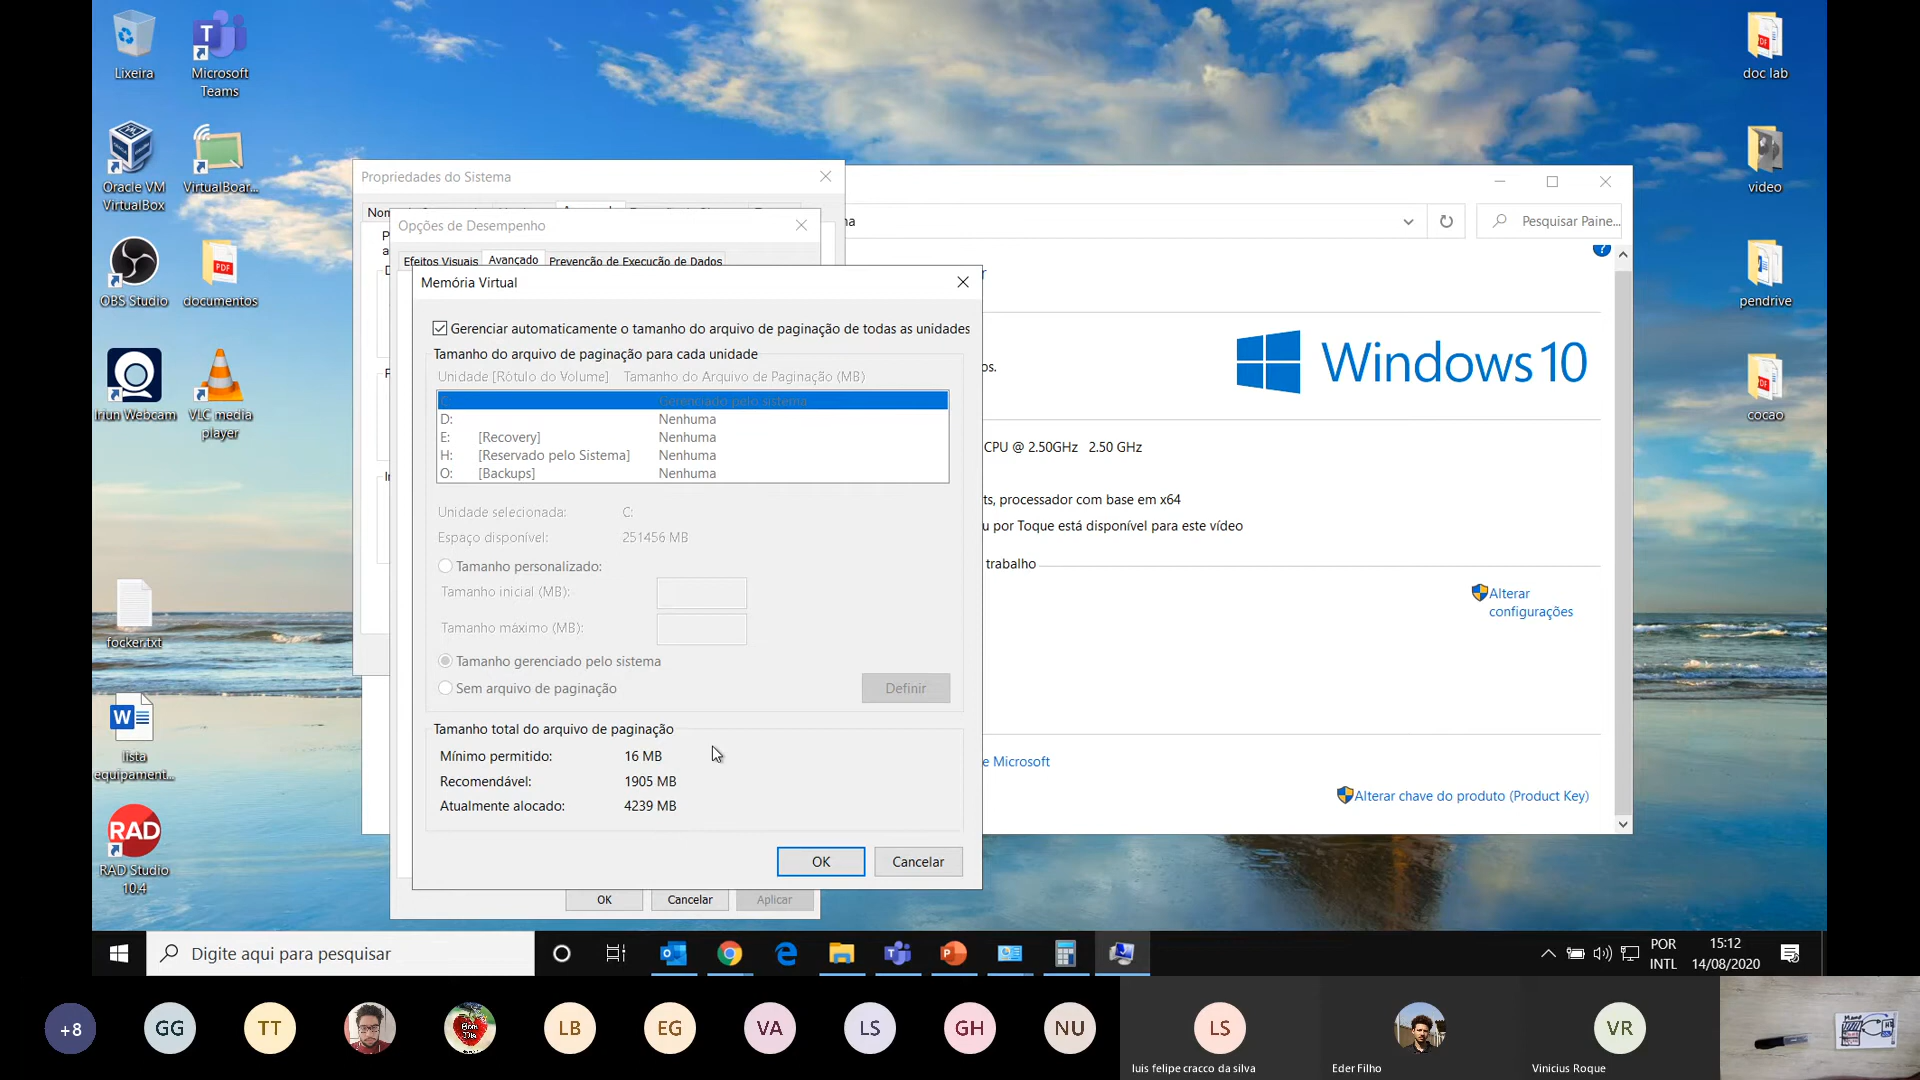 Lixeira
Microsoft
Teams
Oracle VM
VirtualBox
VirtualBoar...
OBS Studio
documentos
Iriun Webcam
VLC media
player
focker.txt
lista
equipament...
RAD
RAD Studio
10.4
doc lab
video
pendrive
cocao
Propriedades do Sistema
Opções de Desempenho
Efeitos Visuais
Avançado
Prevenção de Execução de Dados
Memória Virtual
Gerenciar automaticamente o tamanho do arquivo de paginação de todas as unidades
Tamanho do arquivo de paginação para cada unidade
Unidade [Rótulo do Volume] Tamanho do Arquivo de Paginação (MB)
Gerenciado pelo sistema
D: Nenhuma
E: [Recovery] Nenhuma
H: [Reservado pelo Sistema] Nenhuma
O: [Backups] Nenhuma
Unidade selecionada: C:
Espaço disponível: 251456 MB
Tamanho personalizado:
Tamanho inicial (MB):
Tamanho máximo (MB):
Tamanho gerenciado pelo sistema
Sem arquivo de paginação
Definir
Tamanho total do arquivo de paginação
Mínimo permitido: 16 MB
Recomendável: 1905 MB
Atualmente alocado: 4239 MB
OK Cancelar
OK Cancelar Aplicar
Pesquisar Paine...
Windows 10
CPU @ 2.50GHz 2.50 GHz
ts, processador com base em x64
u por Toque está disponível para este vídeo
trabalho
Alterar
configurações
e Microsoft
Alterar chave do produto (Product Key)
Digite aqui para pesquisar
POR
INTL
15:12
14/08/2020
+8
GG
TT
Bom
Dia
LB
EG
VA
LS
GH
NU
LS
luis felipe cracco da silva
Eder Filho
VR
Vinicius Roque